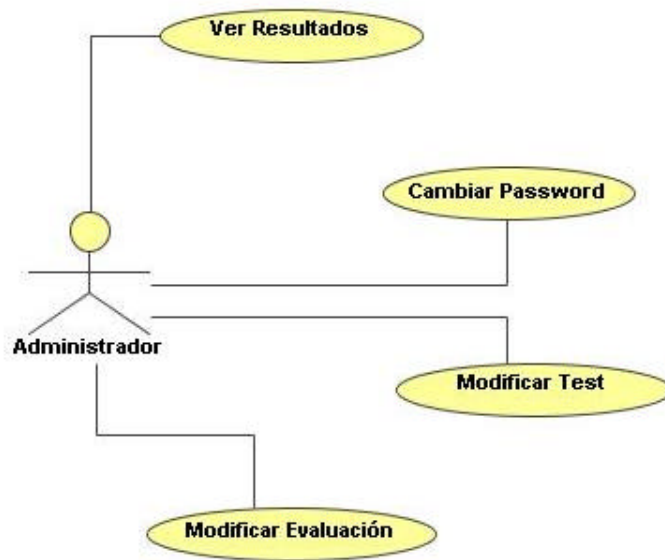 Ver Resultados
Cambiar Password
Administrador
Modificar Test
Modificar Evaluación